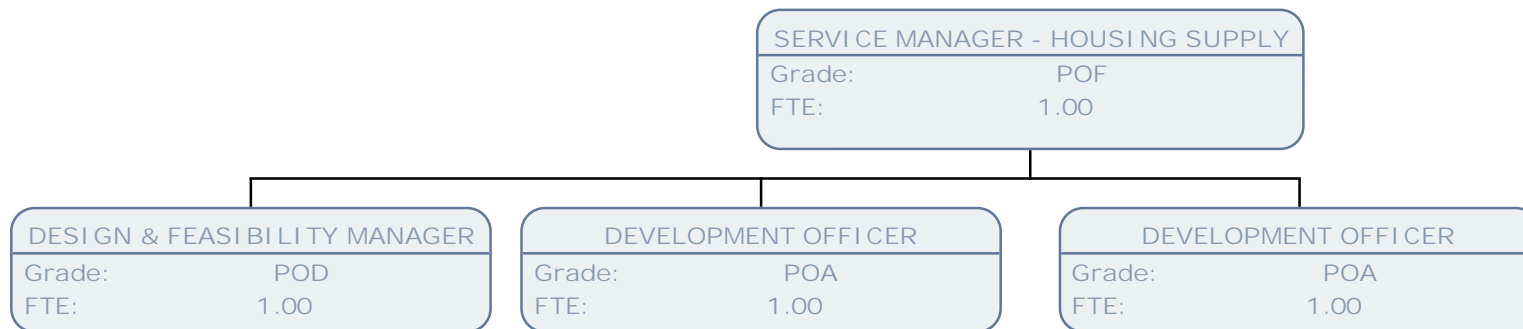 SERVICE MANAGER - HOUSING SUPPLY
Grade: POF
FTE: 1.00
DESIGN & FEASIBILITY MANAGER
Grade: POD
FTE: 1.00
DEVELOPMENT OFFICER
Grade: POA
FTE: 1.00
DEVELOPMENT OFFICER
Grade: POA
FTE: 1.00